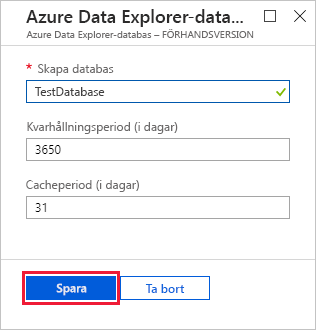 Azure Data Explorer-data...
Azure Data Explorer-databas – FÖRHANDSVERSION
* Skapa databas
TestDatabase
Kvarhållningsperiod (i dagar)
3650
Cacheperiod (i dagar)
31
Spara
Ta bort